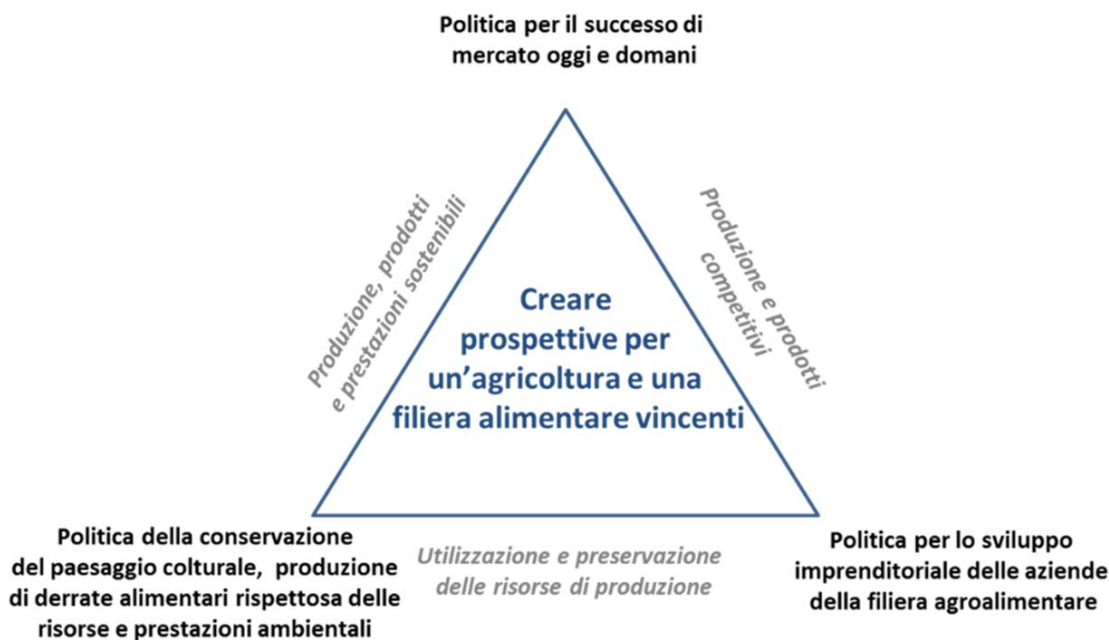 Politica per il successo di
mercato oggi e domani
Produzione, prodotti
e prestazioni sostenibili
Produzione e prodotti
competitivi
Creare
prospettive per
un'agricoltura e una
filiera alimentare vincenti
Politica della conservazione
del paesaggio colturale, produzione
di derrate alimentari rispettosa delle
risorse e prestazioni ambientali
Utilizzazione e preservazione
delle risorse di produzione
Politica per lo sviluppo
imprenditoriale delle aziende
della filiera agroalimentare